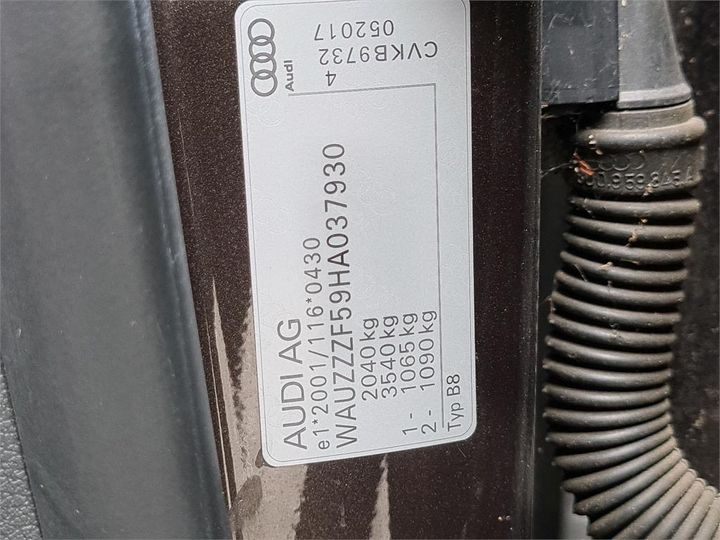 AUDI AG
e1*2001/116*0430
WAUZZZF59HA037930
2040 kg
3540 kg
1- 1065 kg
2- 1090 kg
Typ B8
Audi
4
CVKB9732
052017